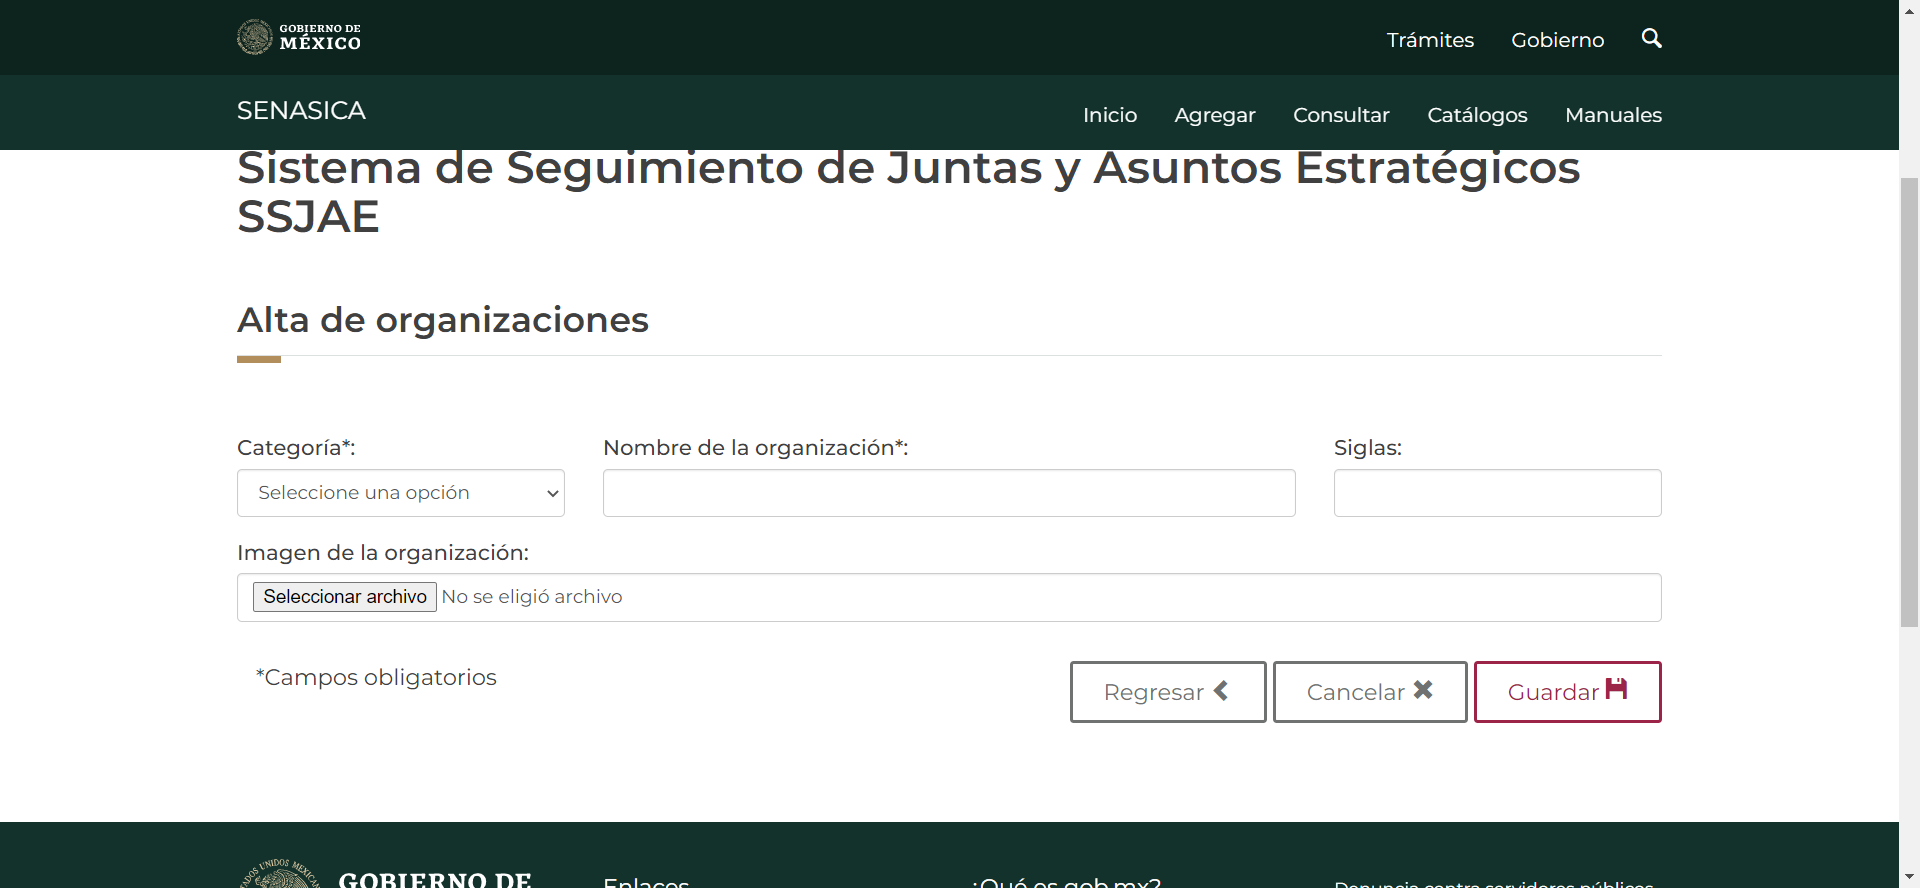 GOBIERNO DE
MÉXICO
Trámites Gobierno
SENASICA
Inicio Agregar Consultar Catálogos Manuales
Sistema de Seguimiento de Juntas y Asuntos Estratégicos
SSJAE
Alta de organizaciones
Categoría*: Nombre de la organización*: Siglas:
Seleccione una opción
Imagen de la organización:
Seleccionar archivo No se eligió archivo
*Campos obligatorios
Regresar Cancelar Guardar
GOBIERNO DE
Enlaces ¿Qué es gob.mx? Denuncia contra servidores públicos